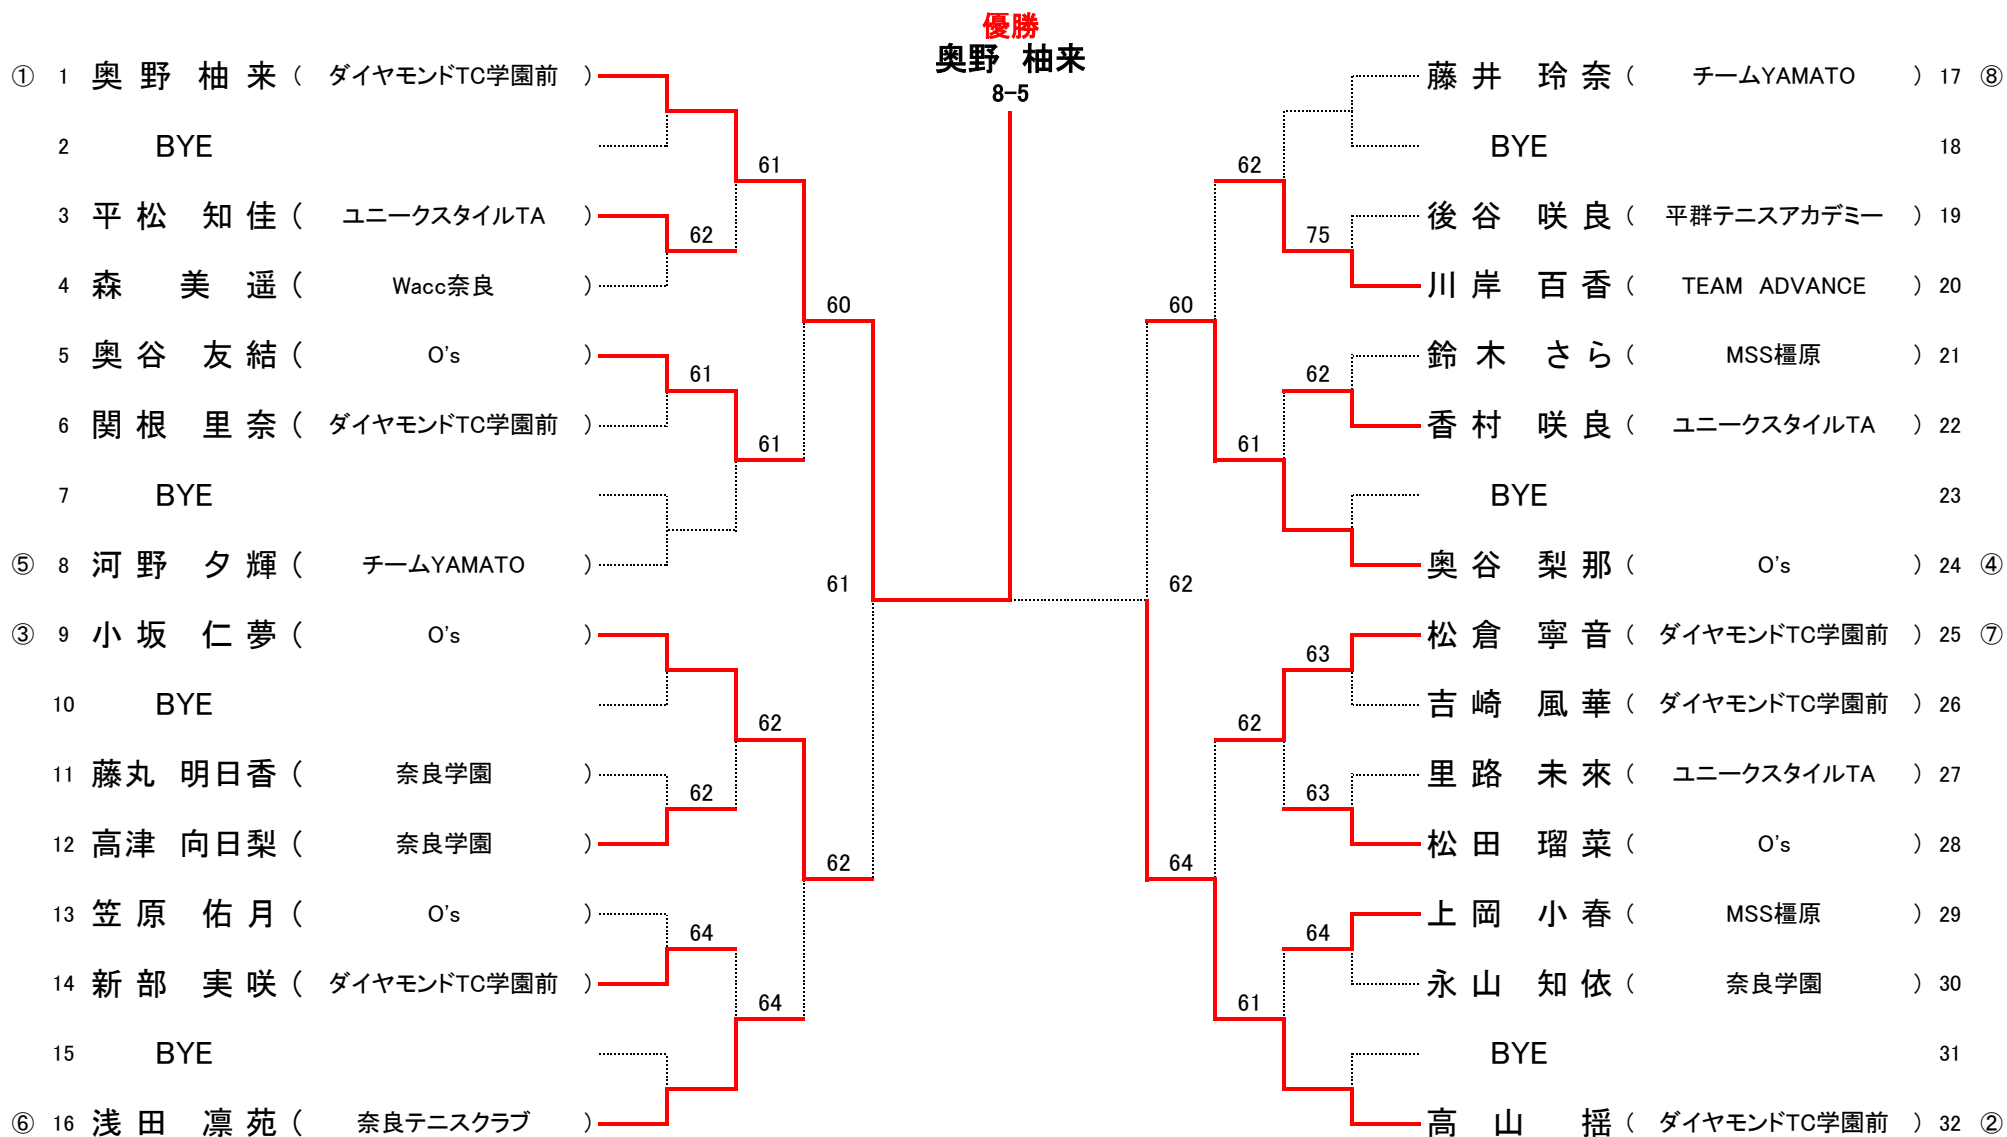 優勝
奥野 柚来
8-5
① 1 奥野 柚来 ( ダイヤモンドTC学園前 )
2 BYE
61
3 平松 知佳 ( ユニークスタイルTA )
62
4 森 美遥 ( Wacc奈良 )
60
5 奥谷 友結 ( O's )
61
6 関根 里奈 ( ダイヤモンドTC学園前 )
61
7 BYE
⑤ 8 河野 夕輝 ( チームYAMATO )
61
③ 9 小坂 仁夢 ( O's )
10 BYE
62
11 藤丸 明日香 ( 奈良学園 )
62
12 高津 向日梨 ( 奈良学園 )
62
13 笠原 佑月 ( O's )
64
14 新部 実咲 ( ダイヤモンドTC学園前 )
64
15 BYE
⑥ 16 浅田 凛苑 ( 奈良テニスクラブ )
藤井 玲奈 ( チームYAMATO ) 17 ⑧
BYE 18
62
後谷 咲良 ( 平群テニスアカデミー ) 19
75
川岸 百香 ( TEAM ADVANCE ) 20
60
鈴木 さら ( MSS橿原 ) 21
62
香村 咲良 ( ユニークスタイルTA ) 22
61
BYE 23
奥谷 梨那 ( O's ) 24 ④
62
松倉 寧音 ( ダイヤモンドTC学園前 ) 25 ⑦
63
吉崎 風華 ( ダイヤモンドTC学園前 ) 26
62
里路 未來 ( ユニークスタイルTA ) 27
63
松田 瑠菜 ( O's ) 28
64
上岡 小春 ( MSS橿原 ) 29
64
永山 知依 ( 奈良学園 ) 30
61
BYE 31
高山 揺 ( ダイヤモンドTC学園前 ) 32 ②